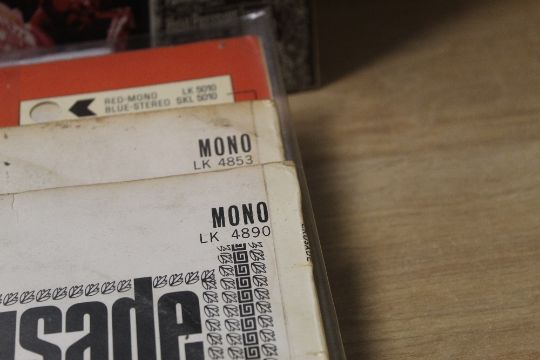 RED-MONO LK 5010
BLUE-STEREO SKL 5010
MONO
LK 4853
MONO
LK 4890
usade